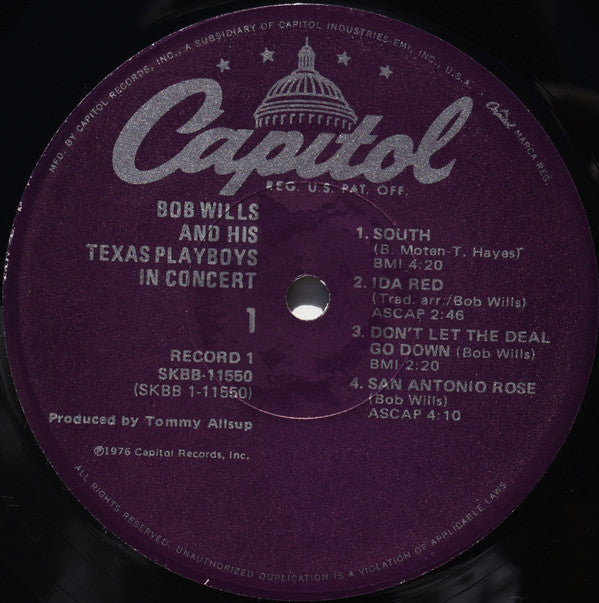 MFD. BY CAPITOL RECORDS, INC., A SUBSIDIARY OF CAPITOL INDUSTRIES-EMI, INC., U.S.A.
Capitol MARCA REG.
Capitol
REG. U.S. PAT. OFF.
BOB WILLS
AND HIS
TEXAS PLAYBOYS
IN CONCERT
1
RECORD 1
SKBB-11550
(SKBB 1-11550)
Produced by Tommy Allsup
℗1976 Capitol Records, Inc.
1. SOUTH
(B. Moten-T. Hayes)
BMI 4:20
2. IDA RED
(Trad. arr./Bob Wills)
ASCAP 2:46
3. DON'T LET THE DEAL
GO DOWN (Bob Wills)
BMI 2:20
4. SAN ANTONIO ROSE
(Bob Wills)
ASCAP 4:10
ALL RIGHTS RESERVED. UNAUTHORIZED DUPLICATION IS A VIOLATION OF APPLICABLE LAWS